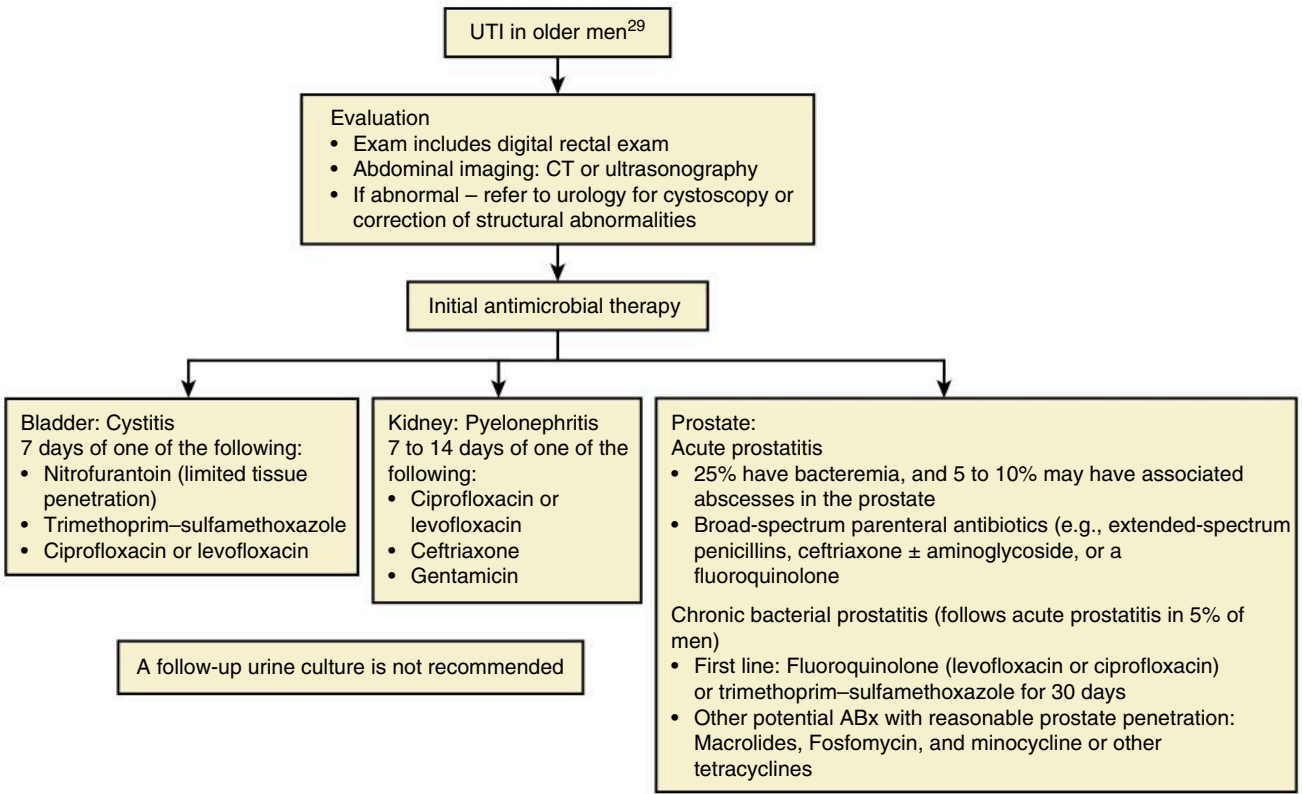 UTI in older men29
Evaluation
• Exam includes digital rectal exam
• Abdominal imaging: CT or ultrasonography
• If abnormal – refer to urology for cystoscopy or
correction of structural abnormalities
Initial antimicrobial therapy
Bladder: Cystitis
7 days of one of the following:
• Nitrofurantoin (limited tissue
penetration)
• Trimethoprim–sulfamethoxazole
• Ciprofloxacin or levofloxacin
Kidney: Pyelonephritis
7 to 14 days of one of the
following:
• Ciprofloxacin or
levofloxacin
• Ceftriaxone
• Gentamicin
Prostate:
Acute prostatitis
• 25% have bacteremia, and 5 to 10% may have associated
abscesses in the prostate
• Broad-spectrum parenteral antibiotics (e.g., extended-spectrum
penicillins, ceftriaxone ± aminoglycoside, or a
fluoroquinolone
Chronic bacterial prostatitis (follows acute prostatitis in 5% of
men)
• First line: Fluoroquinolone (levofloxacin or ciprofloxacin)
or trimethoprim–sulfamethoxazole for 30 days
• Other potential ABx with reasonable prostate penetration:
Macrolides, Fosfomycin, and minocycline or other
tetracyclines
A follow-up urine culture is not recommended